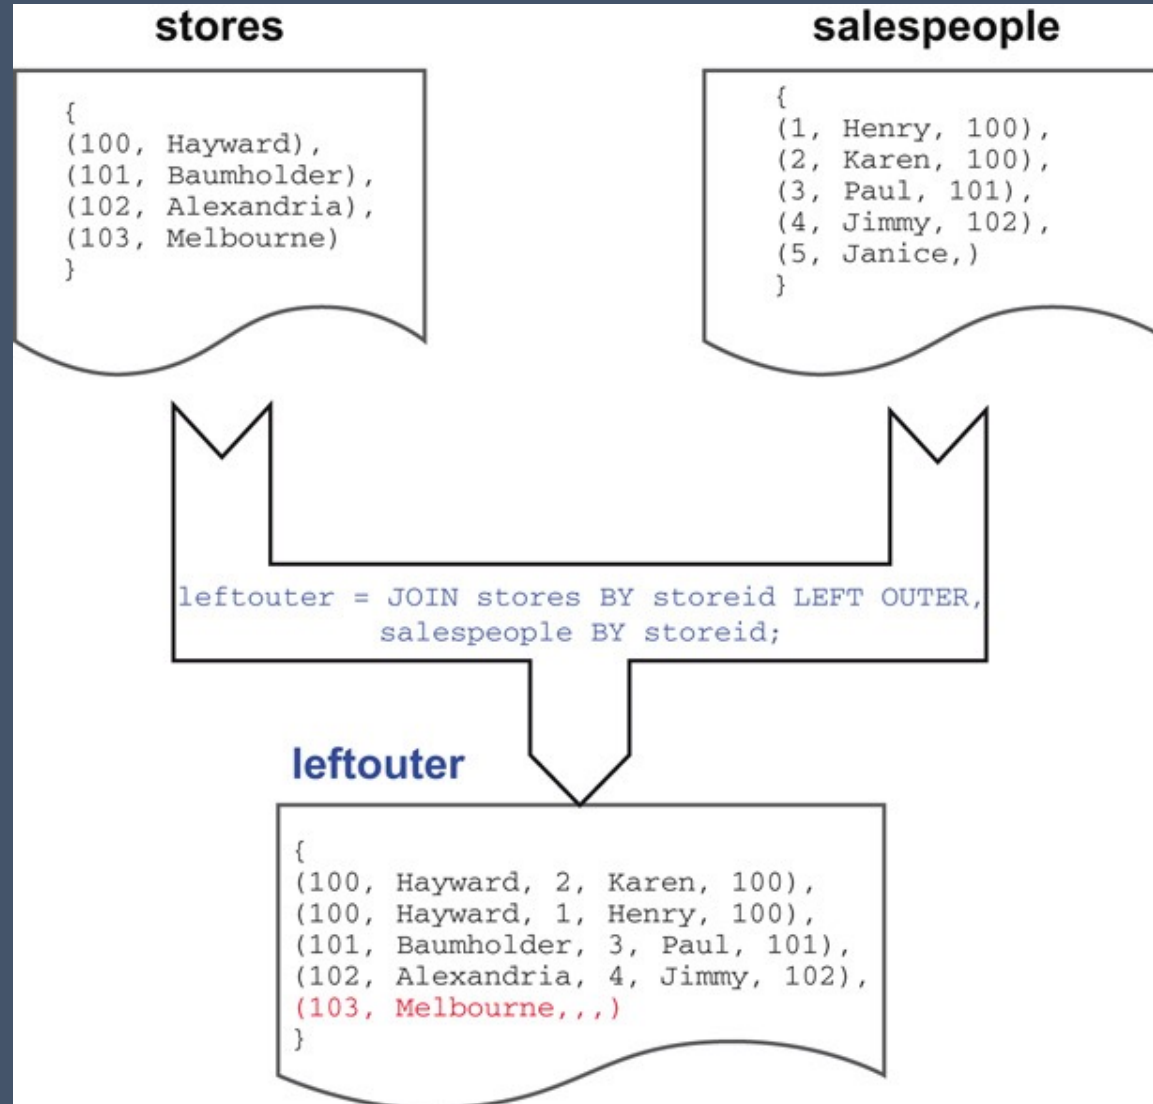 stores
{
(100, Hayward),
(101, Baumholder),
(102, Alexandria),
(103, Melbourne)
}
salespeople
{
(1, Henry, 100),
(2, Karen, 100),
(3, Paul, 101),
(4, Jimmy, 102),
(5, Janice,)
}
leftouter = JOIN stores BY storeid LEFT OUTER,
salespeople BY storeid;
leftouter
{
(100, Hayward, 2, Karen, 100),
(100, Hayward, 1, Henry, 100),
(101, Baumholder, 3, Paul, 101),
(102, Alexandria, 4, Jimmy, 102),
(103, Melbourne,,,)
}